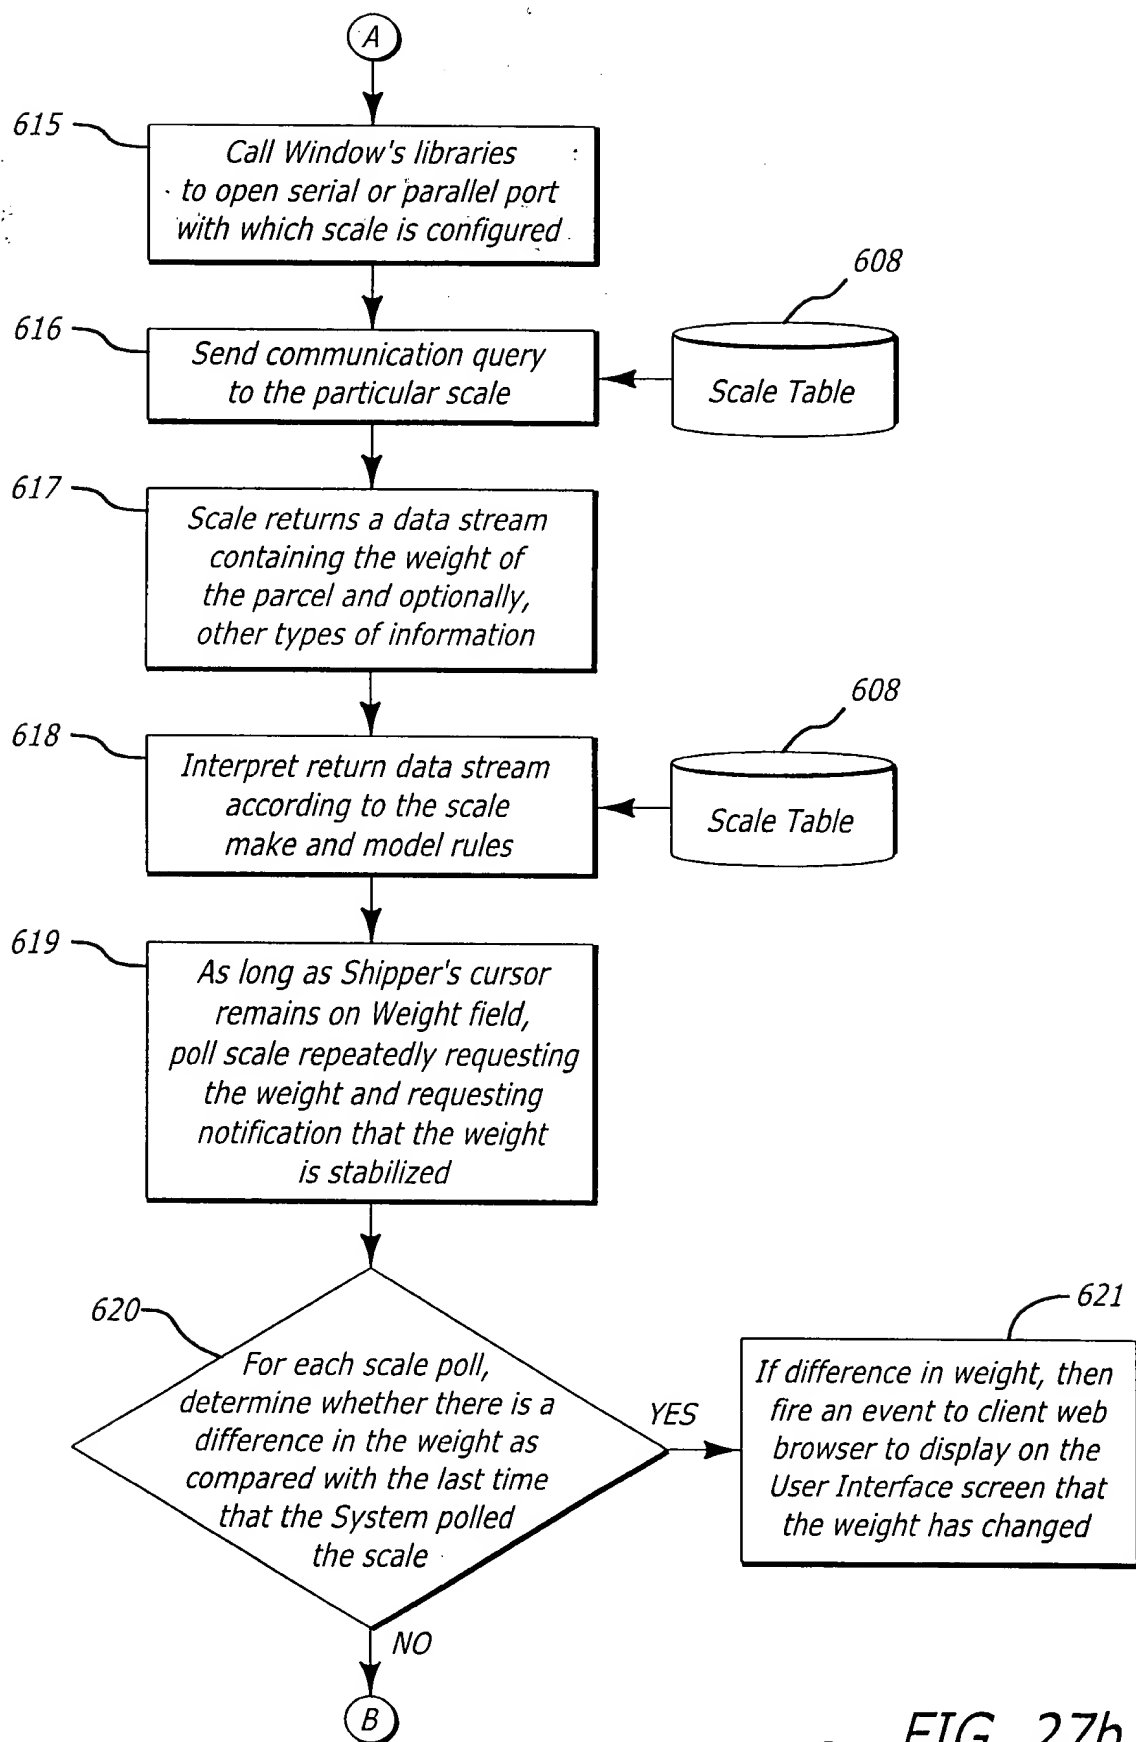 A
615
Call Window's libraries
to open serial or parallel port
with which scale is configured
608
616
Send communication query
to the particular scale
Scale Table
617
Scale returns a data stream
containing the weight of
the parcel and optionally,
other types of information
608
618
Interpret return data stream
according to the scale
make and model rules
Scale Table
619
As long as Shipper's cursor
remains on Weight field,
poll scale repeatedly requesting
the weight and requesting
notification that the weight
is stabilized
620
For each scale poll,
determine whether there is a
difference in the weight as
compared with the last time
that the System polled
the scale
YES
621
If difference in weight, then
fire an event to client web
browser to display on the
User Interface screen that
the weight has changed
NO
B
FIG. 27b